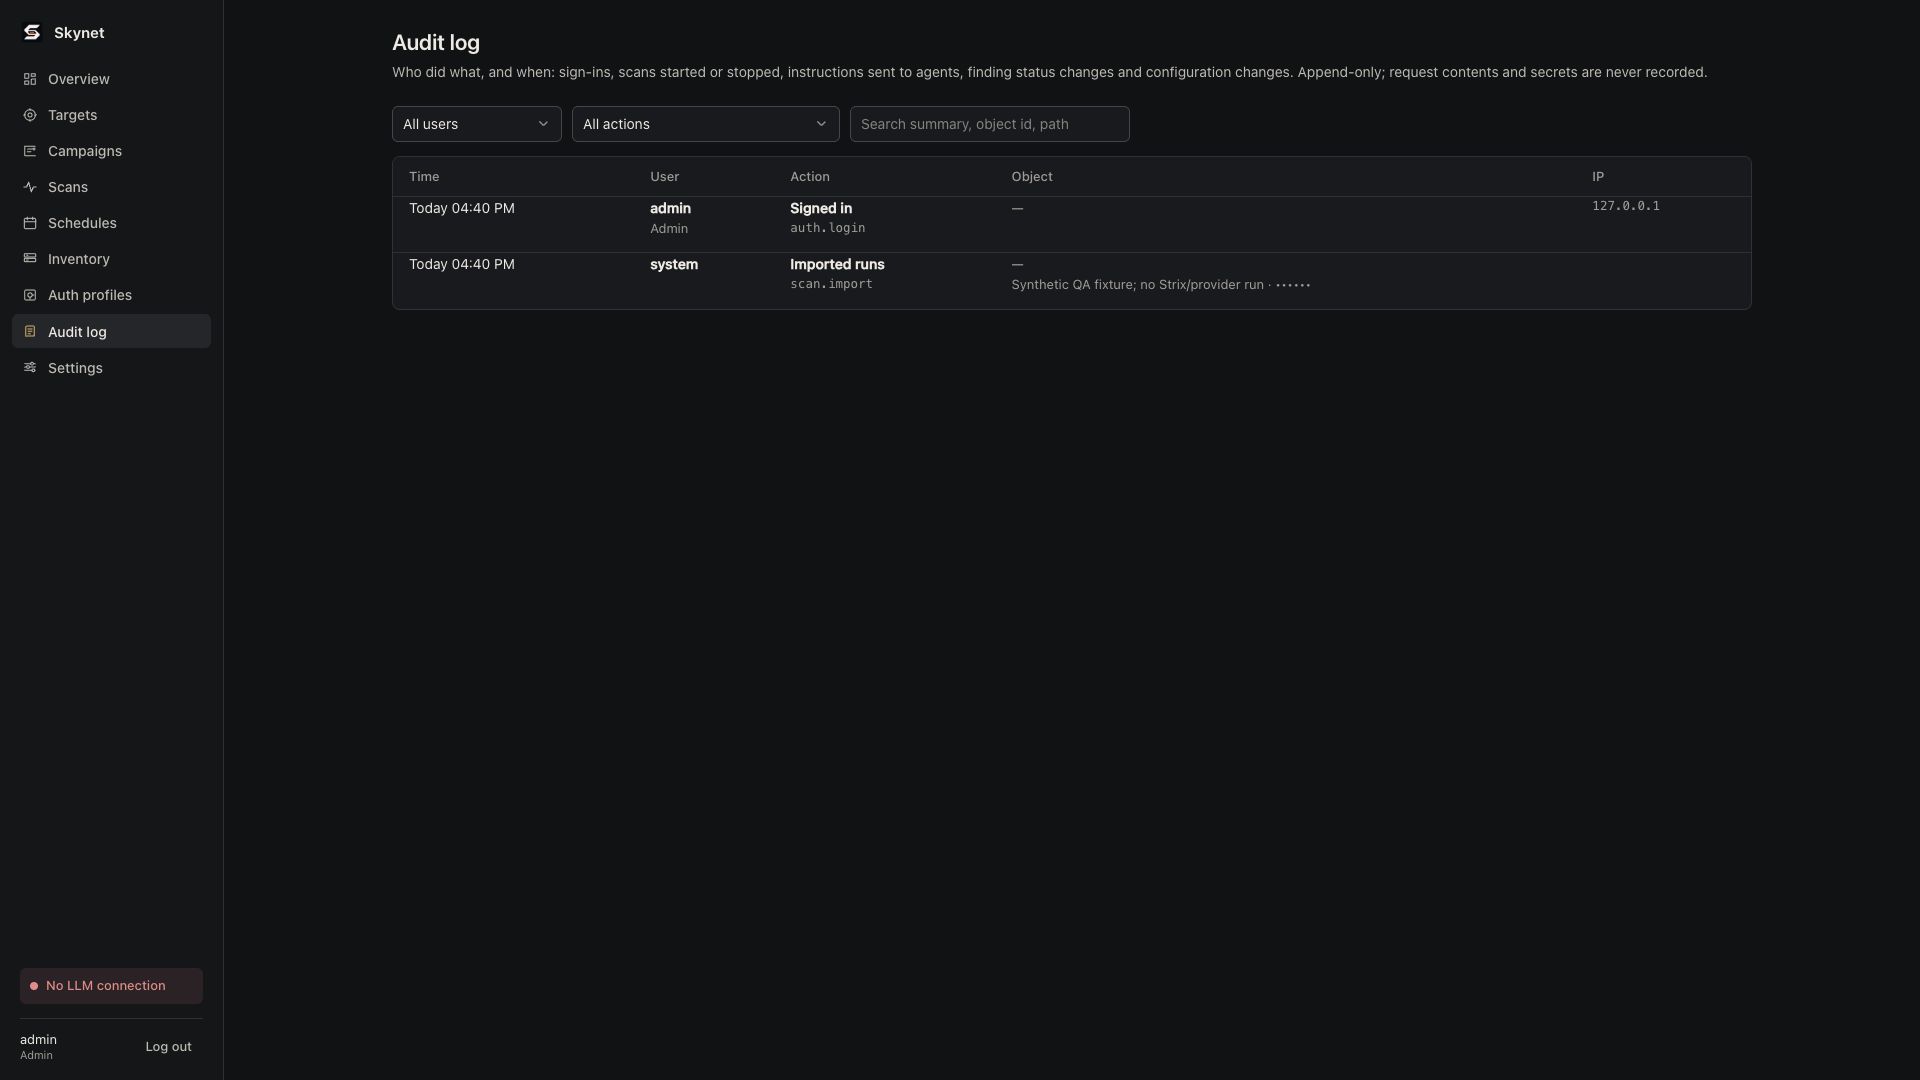 Skynet
Overview
Targets
Campaigns
Scans
Schedules
Inventory
Auth profiles
Audit log
Settings
No LLM connection
admin
Admin
Log out
Audit log
Who did what, and when: sign-ins, scans started or stopped, instructions sent to agents, finding status changes and configuration changes. Append-only; request contents and secrets are never recorded.
All users
All actions
Search summary, object id, path
Time User Action Object IP
Today 04:40 PM admin Signed in — 127.0.0.1
Admin auth.login
Today 04:40 PM system Imported runs —
scan.import Synthetic QA fixture; no Strix/provider run · ••••••